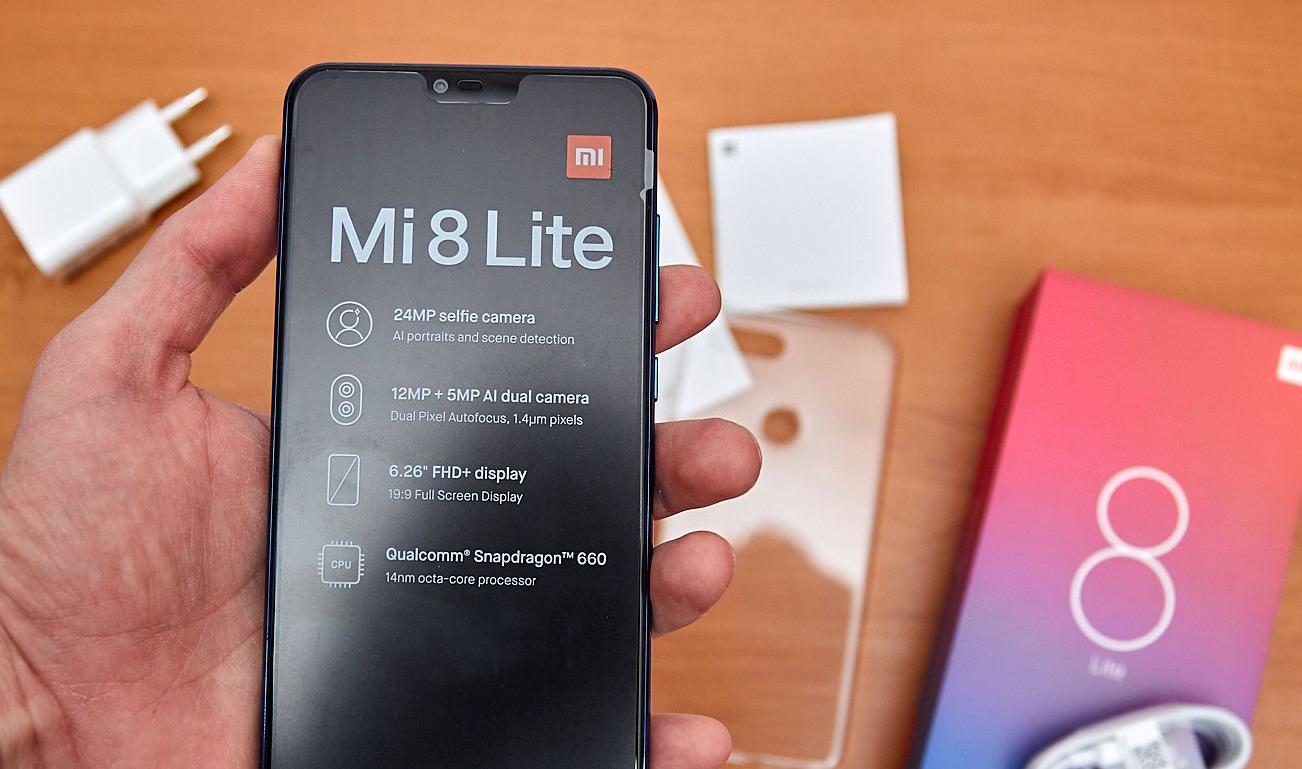 mi
Mi 8 Lite
24MP selfie camera
AI portraits and scene detection
12MP + 5MP AI dual camera
Dual Pixel Autofocus, 1.4µm pixels
6.26" FHD+ display
19:9 Full Screen Display
CPU
Qualcomm® Snapdragon™ 660
14nm octa-core processor
8
Lite